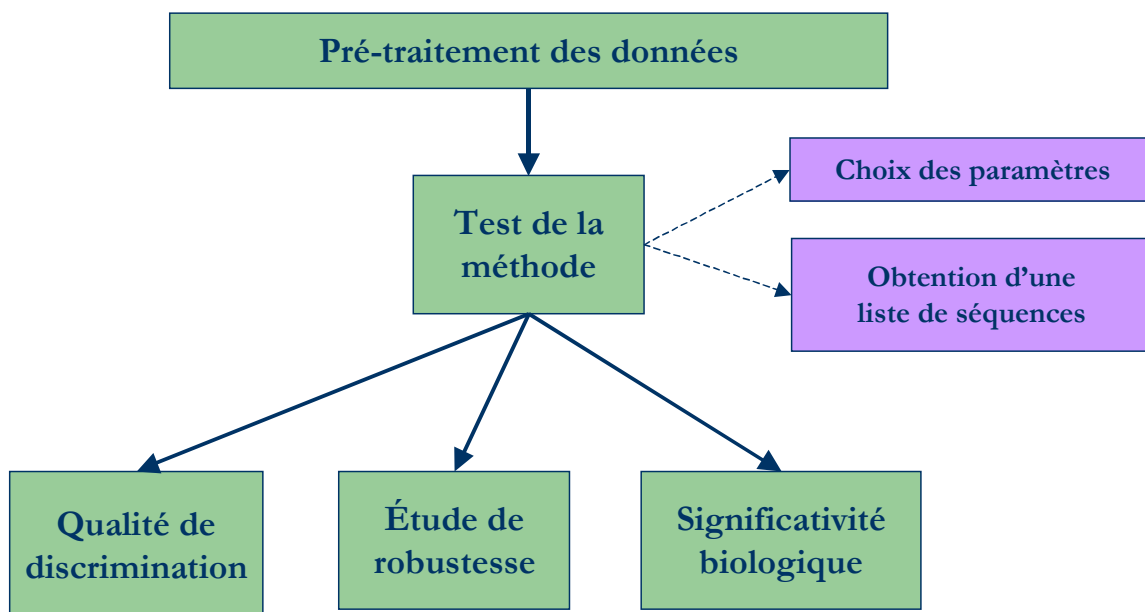 Pré-traitement des données
Choix des paramètres
Test de la
méthode
Obtention d’une
liste de séquences
Qualité de
discrimination
Étude de
robustesse
Significativité
biologique